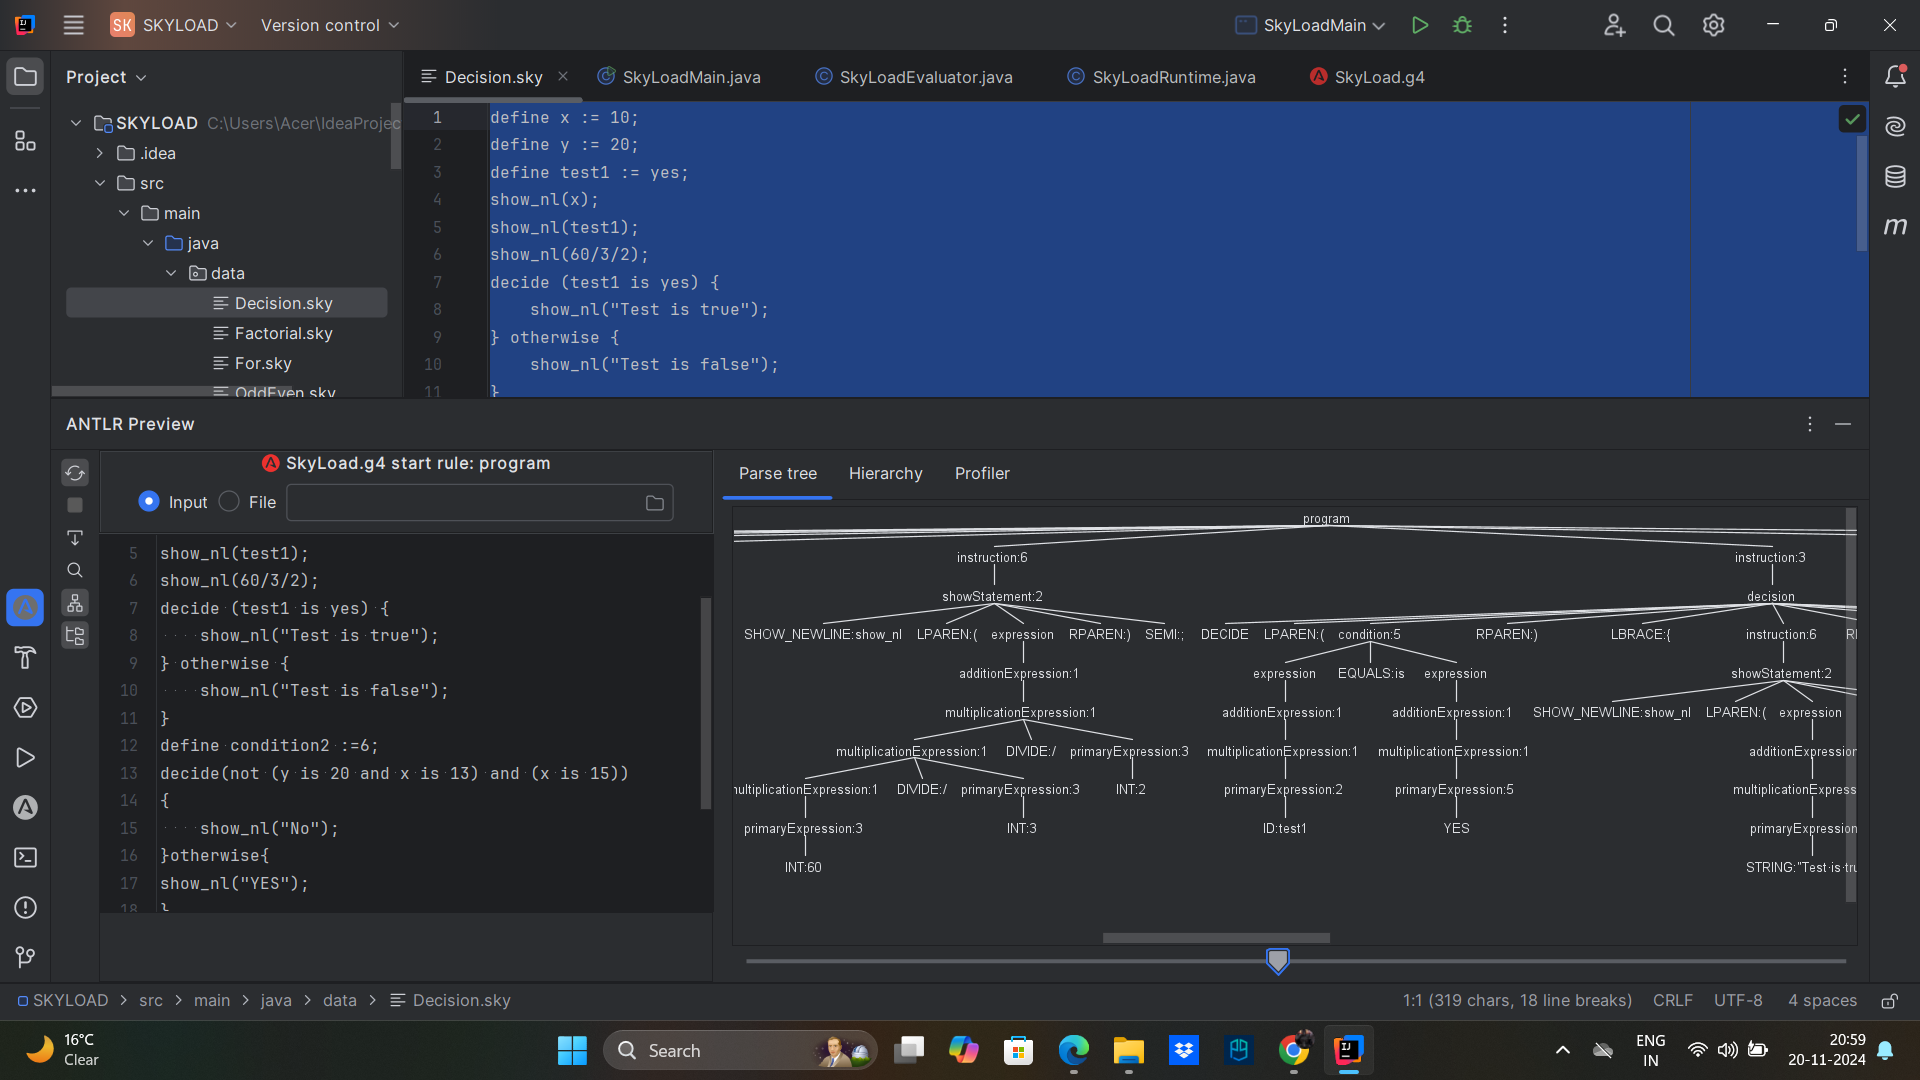 SK SKYLOAD Version control SkyLoadMain
Project
Decision.sky SkyLoadMain.java SkyLoadEvaluator.java SkyLoadRuntime.java SkyLoad.g4
SKYLOAD C:\Users\Acer\IdeaProjec
.idea
src
main
java
data
Decision.sky
Factorial.sky
For.sky
OddEven.sky
1 define x := 10;
2 define y := 20;
3 define test1 := yes;
4 show_nl(x);
5 show_nl(test1);
6 show_nl(60/3/2);
7 decide (test1 is yes) {
8 show_nl("Test is true");
9 } otherwise {
10 show_nl("Test is false");
11 }
ANTLR Preview
SkyLoad.g4 start rule: program
Input File
5 show_nl(test1);
6 show_nl(60/3/2);
7 decide (test1 is yes) {
8 show_nl("Test is true");
9 } otherwise {
10 show_nl("Test is false");
11 }
12 define condition2 :=6;
13 decide(not (y is 20 and x is 13) and (x is 15))
14 {
15 show_nl("No");
16 }otherwise{
17 show_nl("YES");
18 }
Parse tree Hierarchy Profiler
program
instruction:6 instruction:3
showStatement:2 decision
SHOW_NEWLINE:show_nl LPAREN:( expression RPAREN:) SEMI:; DECIDE LPAREN:( condition:5 RPAREN:) LBRACE:{ instruction:6
additionExpression:1 expression EQUALS:is expression showStatement:2
multiplicationExpression:1 additionExpression:1 additionExpression:1 SHOW_NEWLINE:show_nl LPAREN:( expression
multiplicationExpression:1 DIVIDE:/ primaryExpression:3 multiplicationExpression:1 multiplicationExpression:1 additionExpression
ultiplicationExpression:1 DIVIDE:/ primaryExpression:3 INT:2 primaryExpression:2 primaryExpression:5 multiplicationExpress
primaryExpression:3 INT:3 ID:test1 YES primaryExpression
INT:60 STRING:"Test·is·tru
SKYLOAD > src > main > java > data > Decision.sky 1:1 (319 chars, 18 line breaks) CRLF UTF-8 4 spaces
16°C
Clear
Search
ENG
IN
20:59
20-11-2024